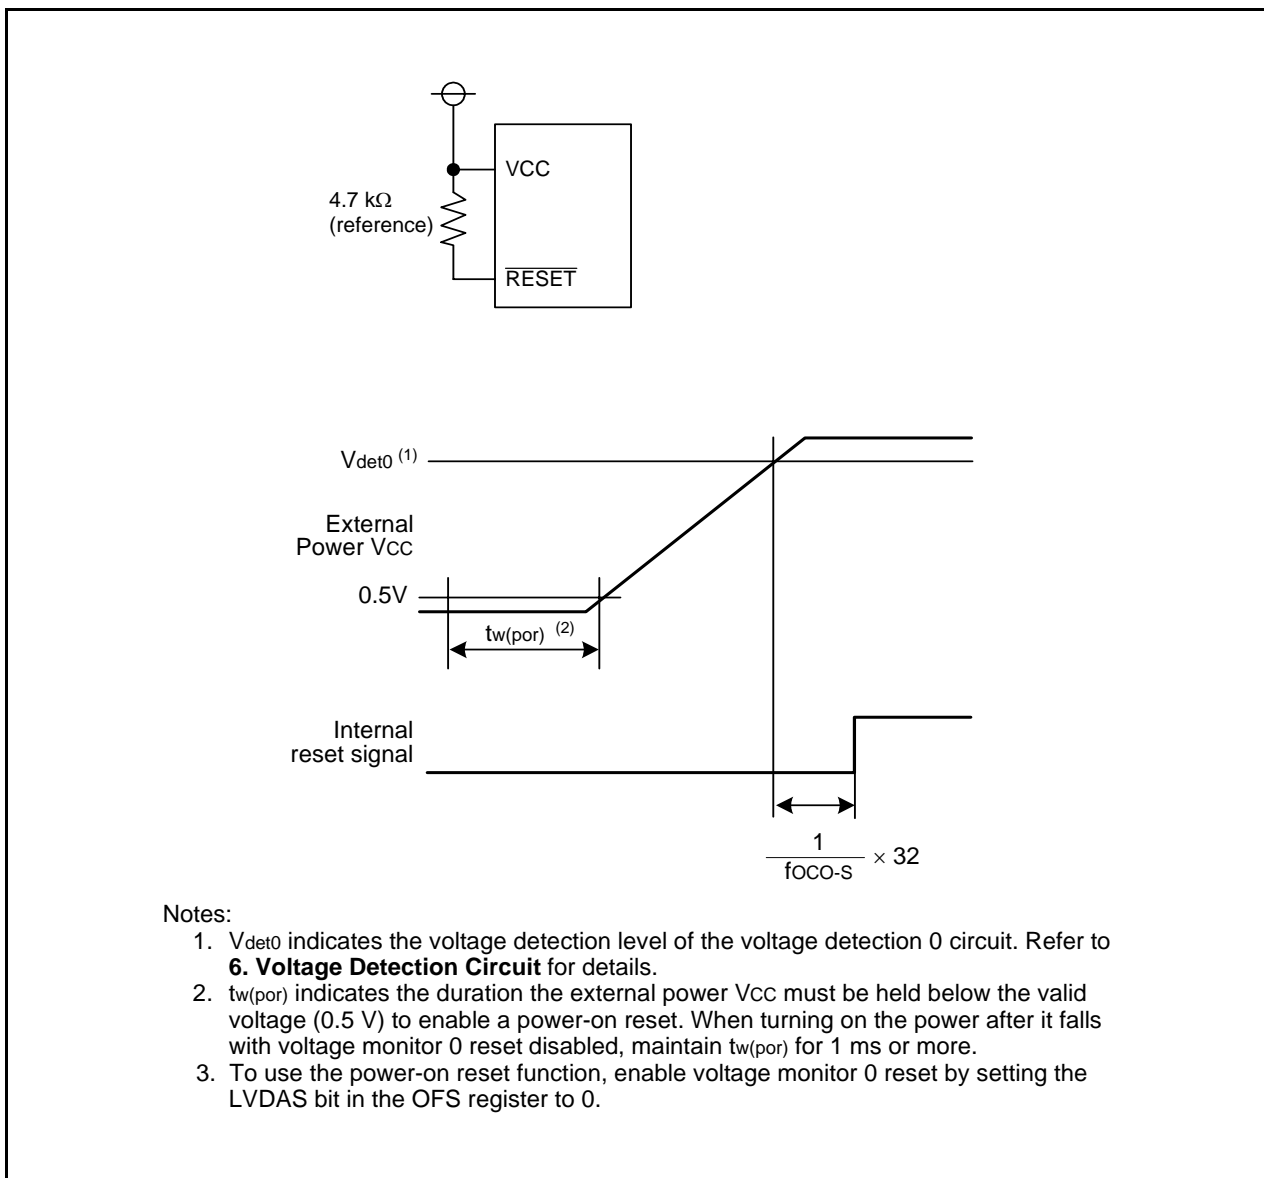 VCC
4.7 kΩ
(reference)
RESET
Vdet0 (1)
External
Power VCC
0.5V
tw(por) (2)
Internal
reset signal
1
fOCO-S
× 32
Notes:
1. Vdet0 indicates the voltage detection level of the voltage detection 0 circuit. Refer to
6. Voltage Detection Circuit for details.
2. tw(por) indicates the duration the external power VCC must be held below the valid
voltage (0.5 V) to enable a power-on reset. When turning on the power after it falls
with voltage monitor 0 reset disabled, maintain tw(por) for 1 ms or more.
3. To use the power-on reset function, enable voltage monitor 0 reset by setting the
LVDAS bit in the OFS register to 0.